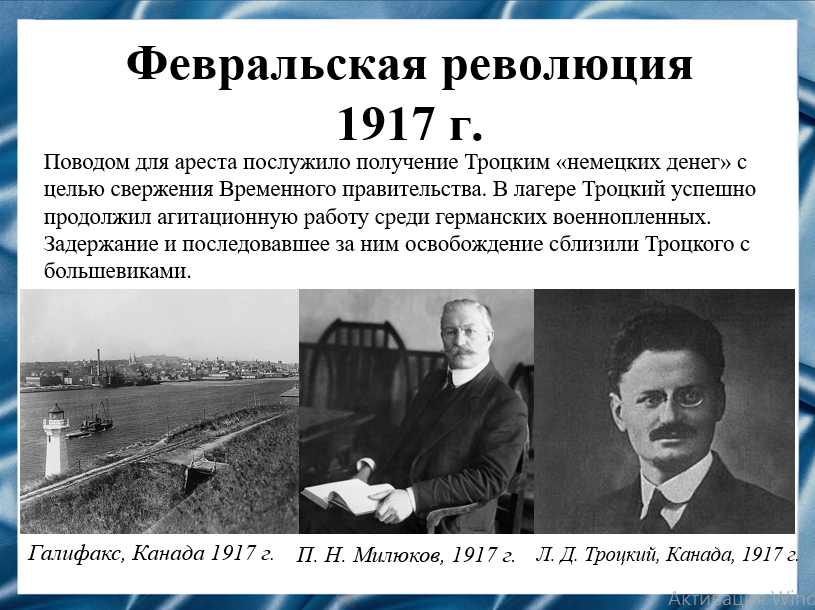 Февральская революция
1917 г.
Поводом для ареста послужило получение Троцким «немецких денег» с
целью свержения Временного правительства. В лагере Троцкий успешно
продолжил агитационную работу среди германских военнопленных.
Задержание и последовавшее за ним освобождение сблизили Троцкого с
большевиками.
Галифакс, Канада 1917 г.
П. Н. Милюков, 1917 г.
Л. Д. Троцкий, Канада, 1917 г.
Активация Winc